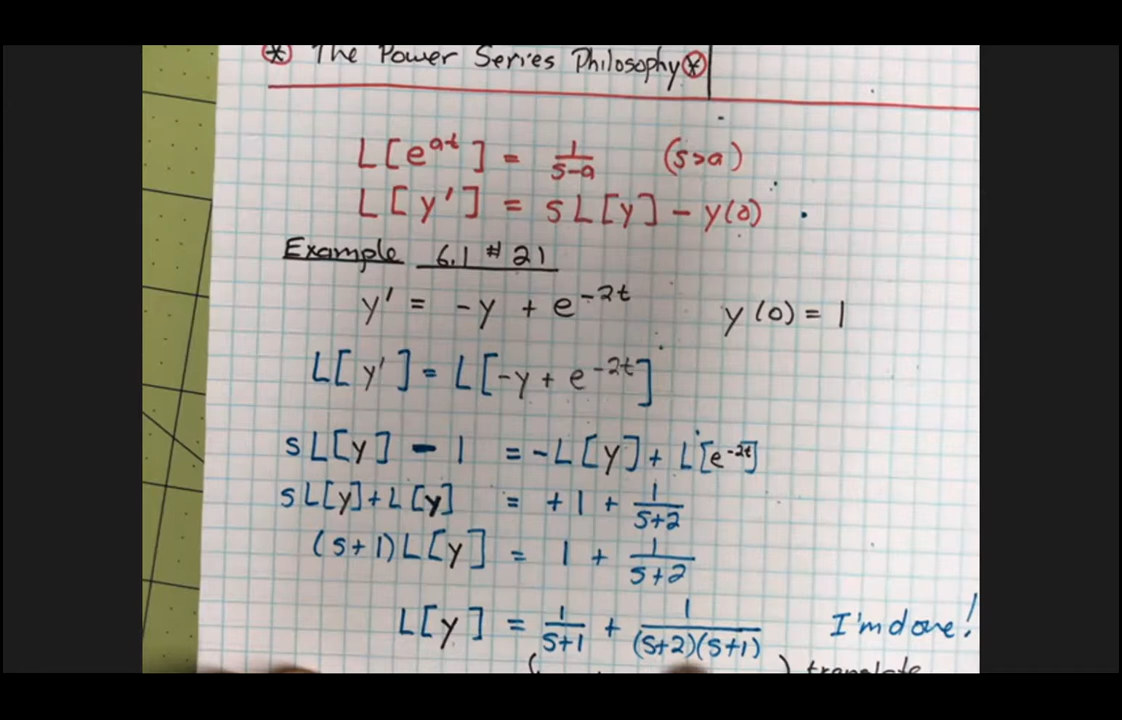 ⊛ The Power Series Philosophy ⊛
L[e^{at}] = 1/(s-a) (s>a)
L[y'] = sL[y] - y(0)
Example 6.1 #21
y' = -y + e^{-2t} y(0) = 1
L[y'] = L[-y + e^{-2t}]
sL[y] - 1 = -L[y] + L[e^{-2t}]
sL[y] + L[y] = +1 + 1/(s+2)
(s+1)L[y] = 1 + 1/(s+2)
L[y] = 1/(s+1) + 1/((s+2)(s+1)) I'm done!
( ) translate